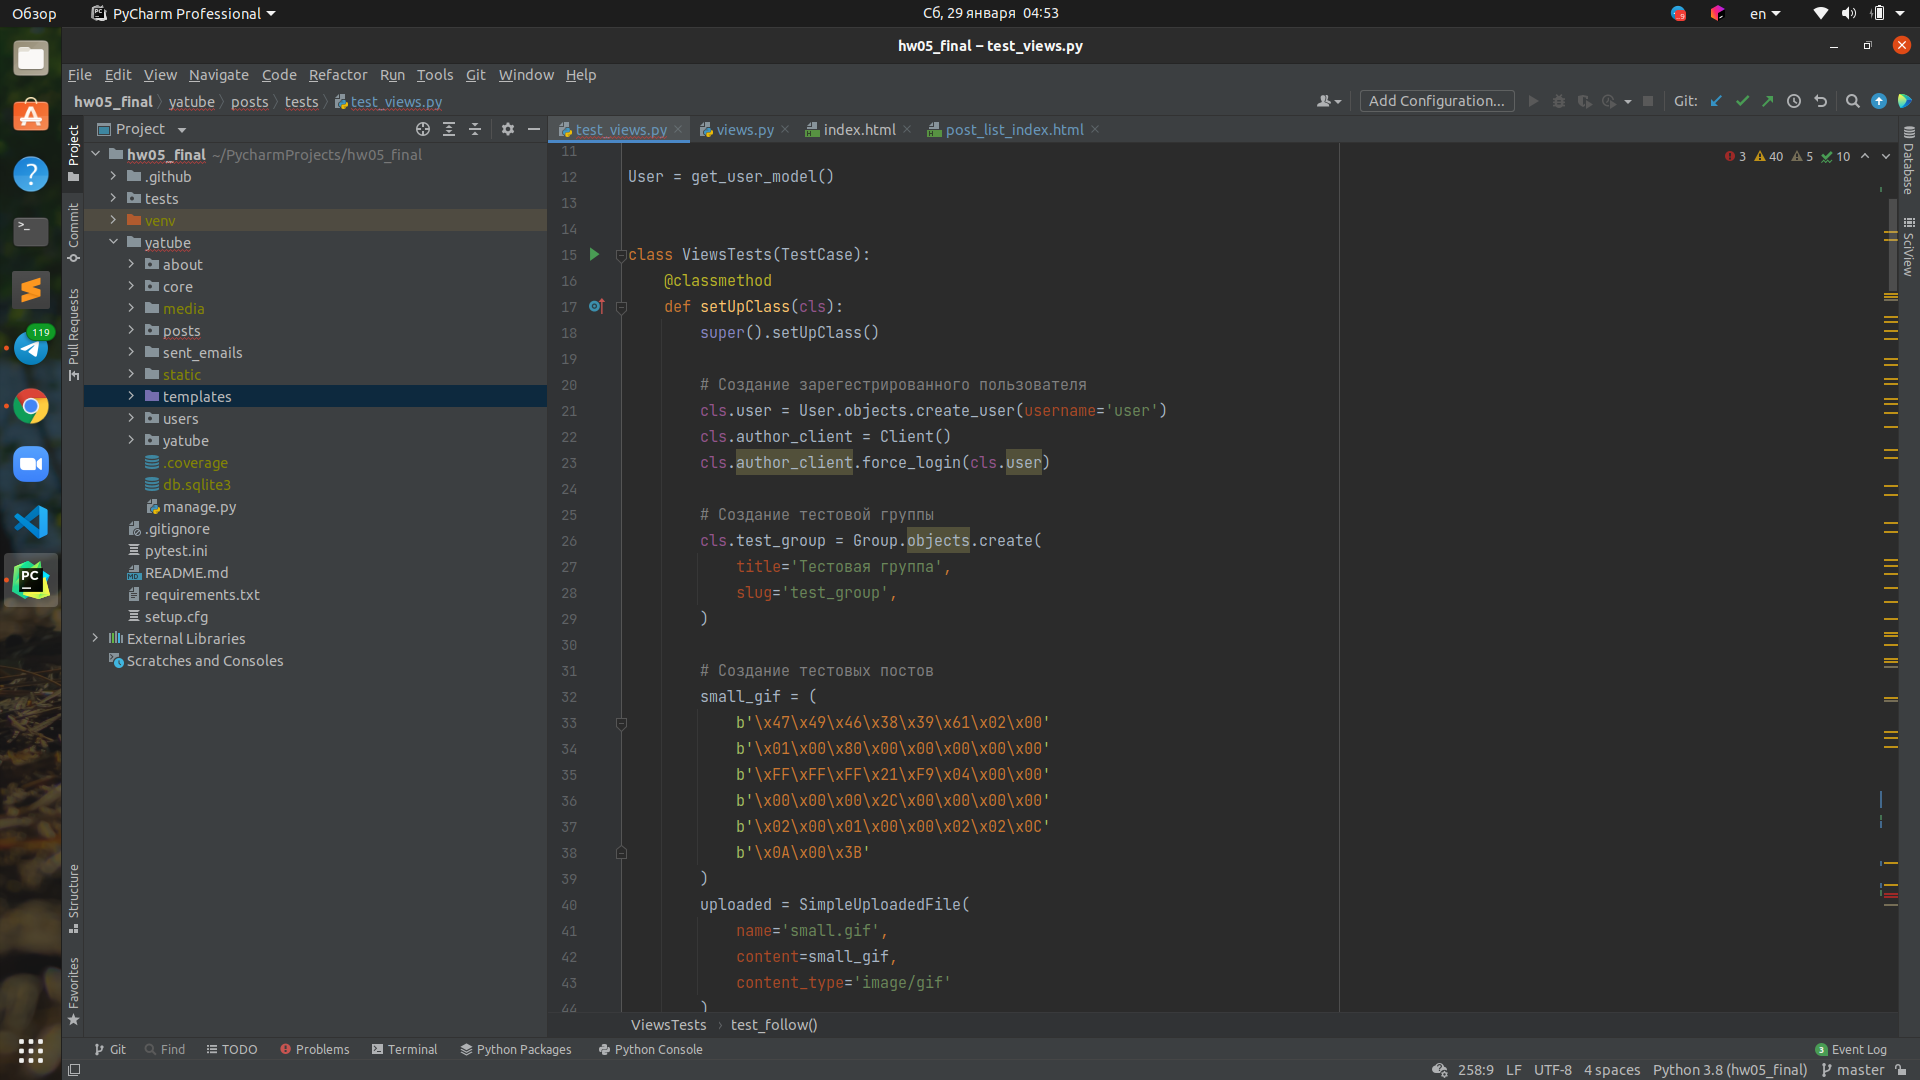 Обзор PyCharm Professional Сб, 29 января 04:53 en
hw05_final – test_views.py
File Edit View Navigate Code Refactor Run Tools Git Window Help
hw05_final yatube posts tests test_views.py Add Configuration... Git:
Project test_views.py views.py index.html post_list_index.html
hw05_final ~/PycharmProjects/hw05_final
.github
tests
venv
yatube
about
core
media
posts
sent_emails
static
templates
users
yatube
.coverage
db.sqlite3
manage.py
.gitignore
pytest.ini
README.md
requirements.txt
setup.cfg
External Libraries
Scratches and Consoles
Project
Commit
Pull Requests
Structure
Favorites
119
PC
3 40 5 10
Database
SciView
11
12 User = get_user_model()
13
14
15 class ViewsTests(TestCase):
16 @classmethod
17 def setUpClass(cls):
18 super().setUpClass()
19
20 # Создание зарегестрированного пользователя
21 cls.user = User.objects.create_user(username='user')
22 cls.author_client = Client()
23 cls.author_client.force_login(cls.user)
24
25 # Создание тестовой группы
26 cls.test_group = Group.objects.create(
27 title='Тестовая группа',
28 slug='test_group',
29 )
30
31 # Создание тестовых постов
32 small_gif = (
33 b'\x47\x49\x46\x38\x39\x61\x02\x00'
34 b'\x01\x00\x80\x00\x00\x00\x00\x00'
35 b'\xFF\xFF\xFF\x21\xF9\x04\x00\x00'
36 b'\x00\x00\x00\x2C\x00\x00\x00\x00'
37 b'\x02\x00\x01\x00\x00\x02\x02\x0C'
38 b'\x0A\x00\x3B'
39 )
40 uploaded = SimpleUploadedFile(
41 name='small.gif',
42 content=small_gif,
43 content_type='image/gif'
44 )
ViewsTests › test_follow()
Git Find TODO Problems Terminal Python Packages Python Console 3 Event Log
258:9 LF UTF-8 4 spaces Python 3.8 (hw05_final) master